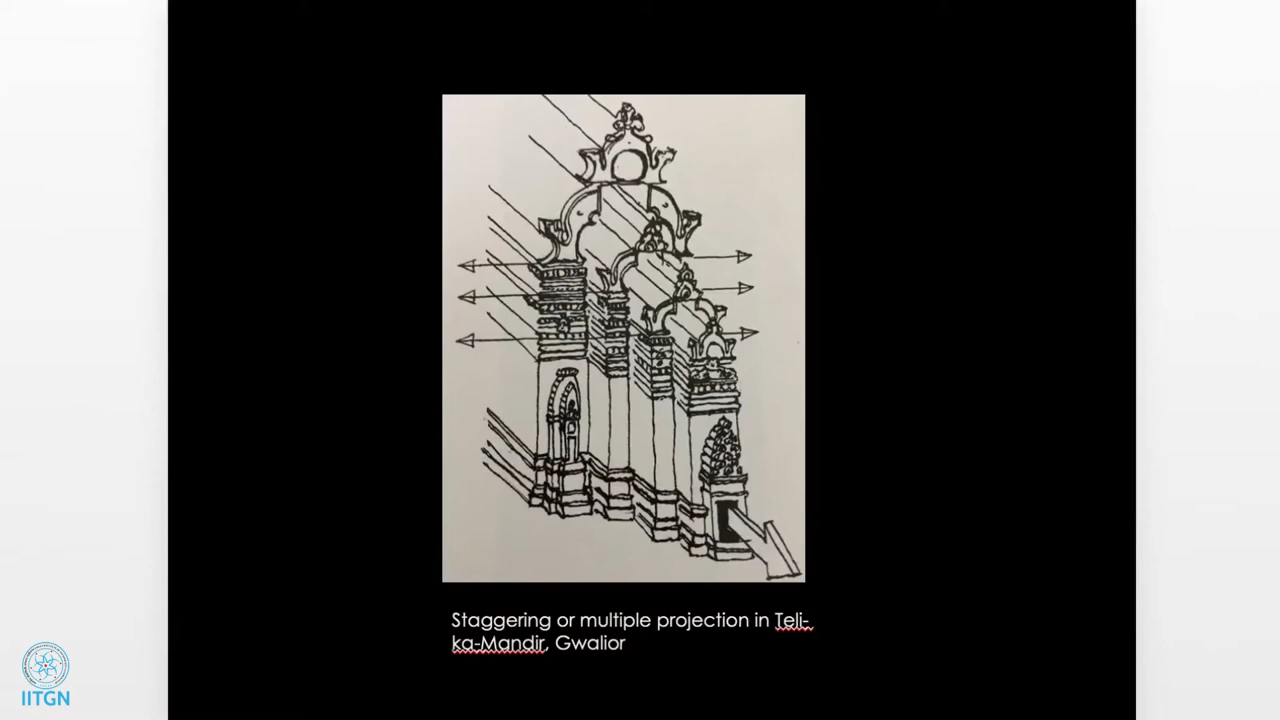 Staggering or multiple projection in Teli-
ka-Mandir, Gwalior
IITGN